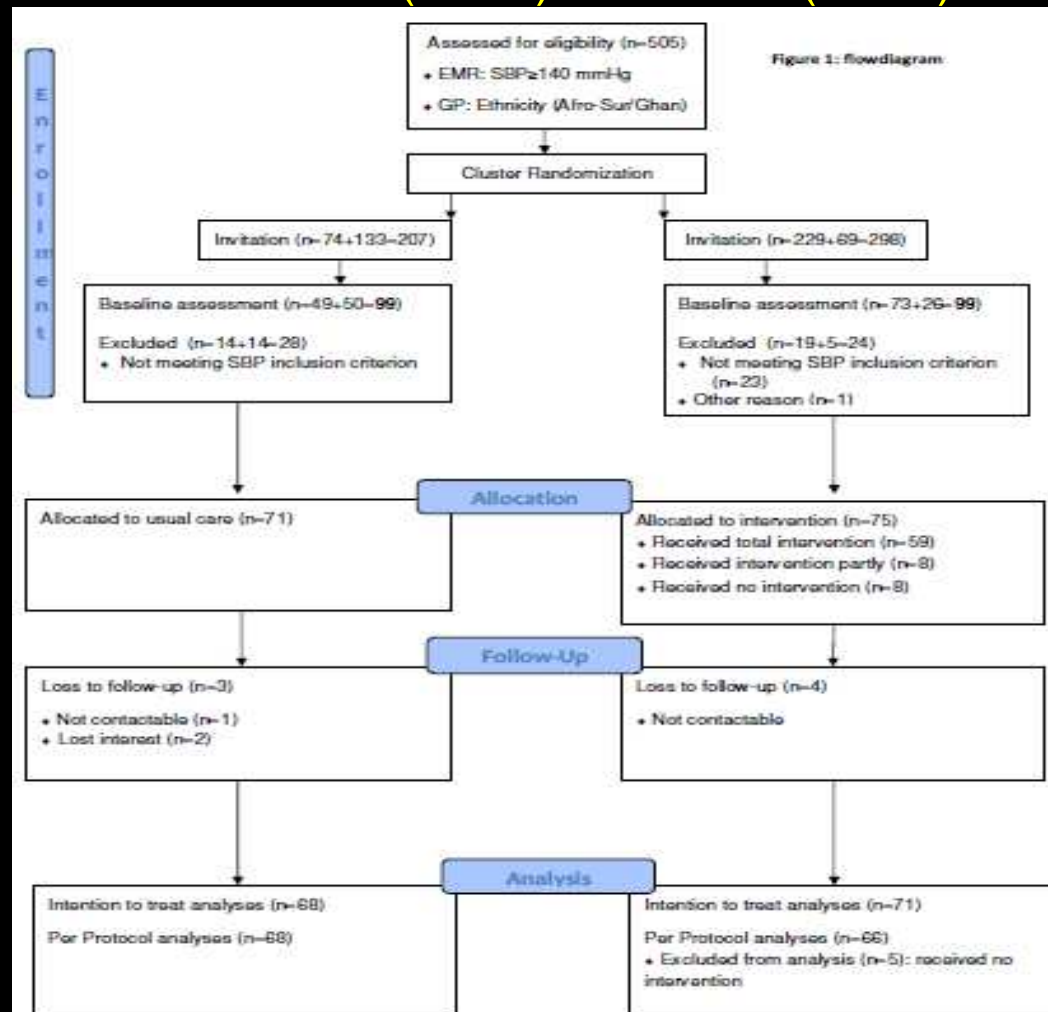 Assessed for eligibility (n=505)
• EMR: SBP≥140 mmHg
• GP: Ethnicity (Afro-Sur/Ghan)
Figure 1: flowdiagram
Enrollment
Cluster Randomization
Invitation (n=74+133=207)
Invitation (n=229+69=298)
Baseline assessment (n=49+50=99)
Excluded (n=14+14=28)
• Not meeting SBP inclusion criterion
Baseline assessment (n=73+26=99)
Excluded (n=19+5=24)
• Not meeting SBP inclusion criterion
(n=23)
• Other reason (n=1)
Allocation
Allocated to usual care (n=71)
Allocated to intervention (n=75)
• Received total intervention (n=59)
• Received intervention partly (n=8)
• Received no intervention (n=8)
Follow-Up
Loss to follow-up (n=3)
• Not contactable (n=1)
• Lost interest (n=2)
Loss to follow-up (n=4)
• Not contactable
Analysis
Intention to treat analyses (n=68)
Per Protocol analyses (n=68)
Intention to treat analyses (n=71)
Per Protocol analyses (n=66)
• Excluded from analysis (n=5): received no
intervention